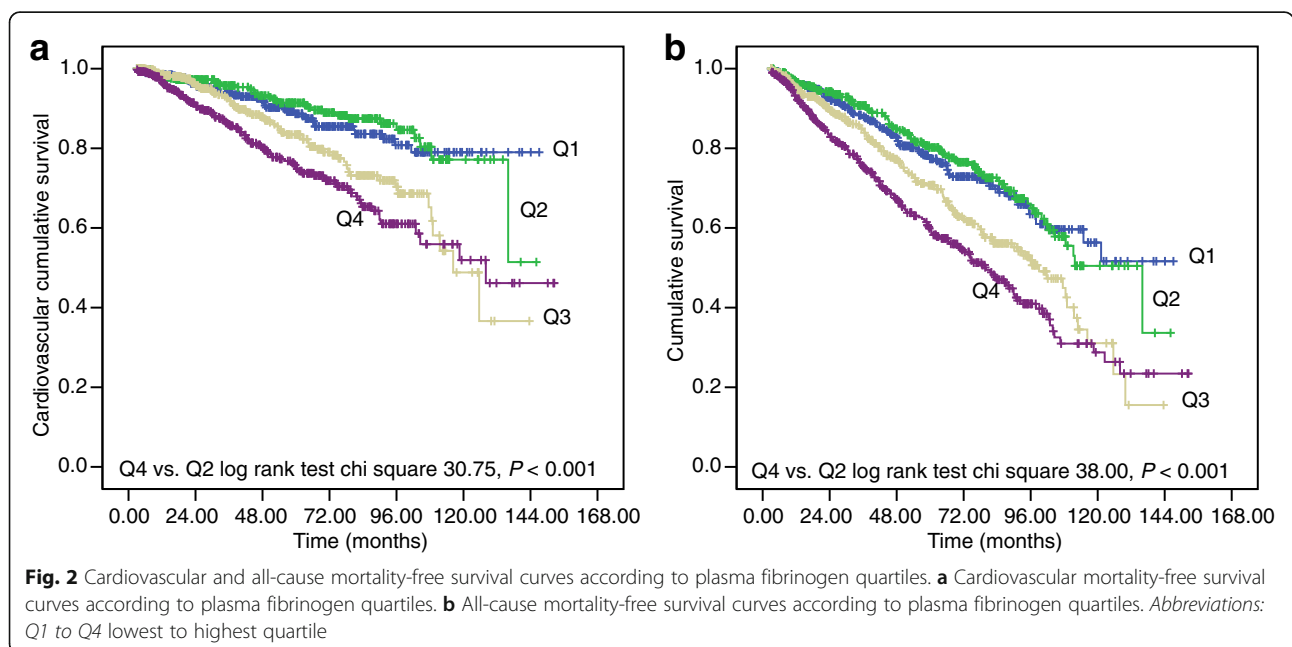 a
Cardiovascular cumulative survival
1.0
0.8
0.6
0.4
0.2
0.0
Q1
Q2
Q4
Q3
Q4 vs. Q2 log rank test chi square 30.75, P < 0.001
0.00 24.00 48.00 72.00 96.00 120.00 144.00 168.00
Time (months)
b
Cumulative survival
1.0
0.8
0.6
0.4
0.2
0.0
Q1
Q2
Q4
Q3
Q4 vs. Q2 log rank test chi square 38.00, P < 0.001
0.00 24.00 48.00 72.00 96.00 120.00 144.00 168.00
Time (months)
Fig. 2 Cardiovascular and all-cause mortality-free survival curves according to plasma fibrinogen quartiles. a Cardiovascular mortality-free survival
curves according to plasma fibrinogen quartiles. b All-cause mortality-free survival curves according to plasma fibrinogen quartiles. Abbreviations:
Q1 to Q4 lowest to highest quartile